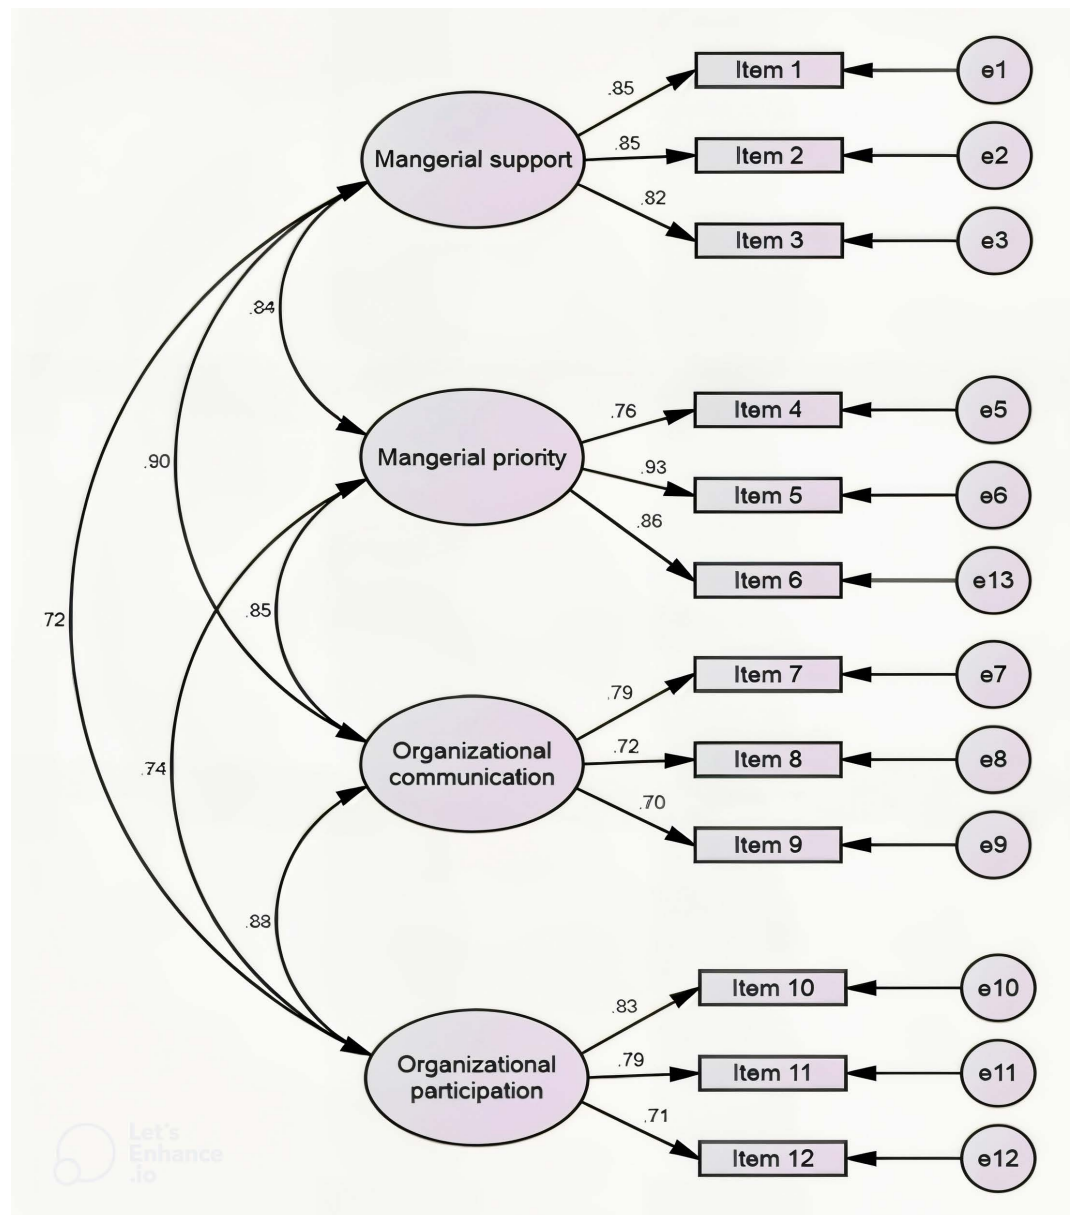 .85
Item 1
e1
Mangerial support
.85
Item 2
e2
.82
Item 3
e3
.84
.76
Item 4
e5
Mangerial priority
.93
Item 5
e6
.90
.86
Item 6
e13
72
.85
.79
Item 7
e7
Organizational
communication
.72
Item 8
e8
.74
.70
Item 9
e9
.88
.83
Item 10
e10
Organizational
participation
.79
Item 11
e11
.71
Item 12
e12
Let's
Enhance
.io